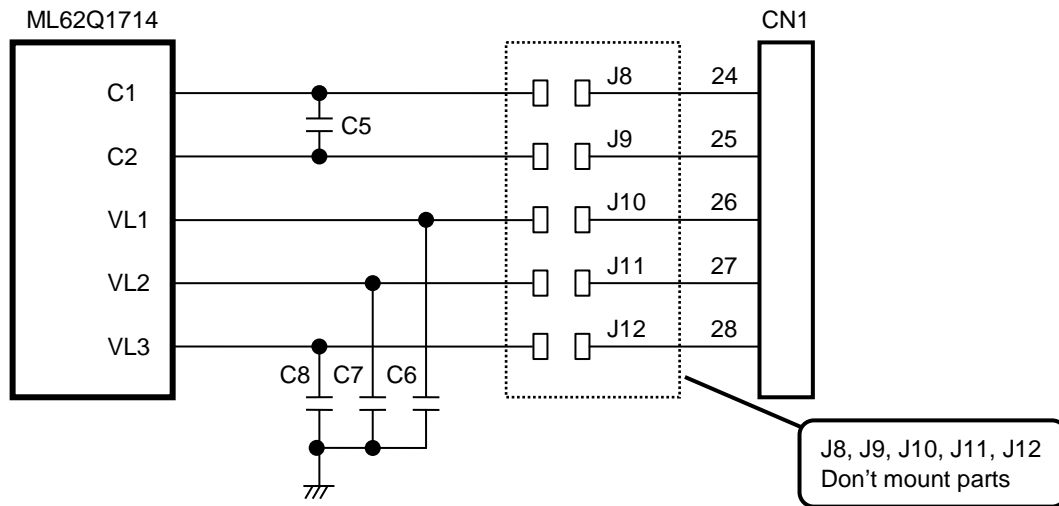 ML62Q1714
CN1
C1
J8
24
C5
C2
J9
25
VL1
J10
26
VL2
J11
27
VL3
J12
28
C8
C7
C6
J8, J9, J10, J11, J12
Don't mount parts